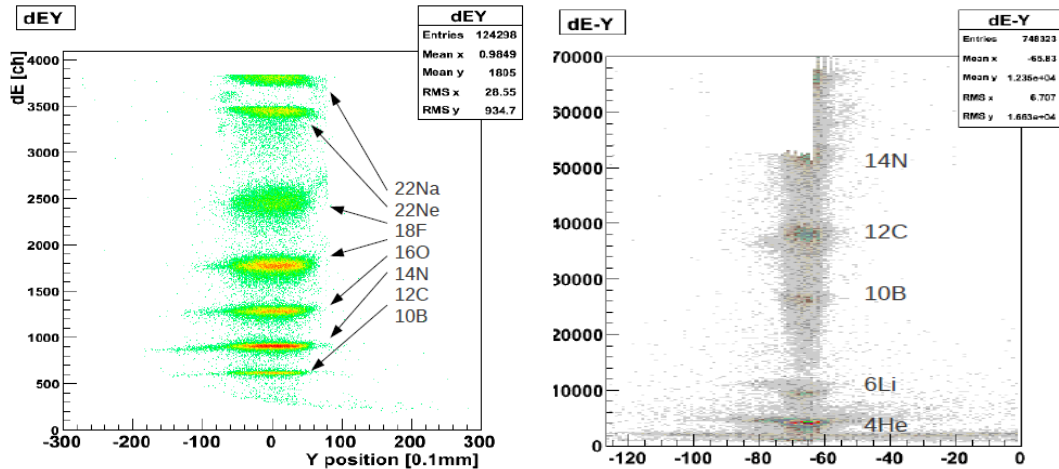 dEY
dEY
Entries 124298
Mean x 0.9849
Mean y 1805
RMS x 28.55
RMS y 934.7
dE [ch]
4000
3500
3000
2500
2000
1500
1000
500
0
-300 -200 -100 0 100 200 300
Y position [0.1mm]
22Na
22Ne
18F
16O
14N
12C
10B
dE-Y
dE-Y
Entries 748323
Mean x -65.83
Mean y 1.235e+04
RMS x 6.707
RMS y 1.663e+04
70000
60000
50000
40000
30000
20000
10000
0
-120 -100 -80 -60 -40 -20 0
14N
12C
10B
6Li
4He